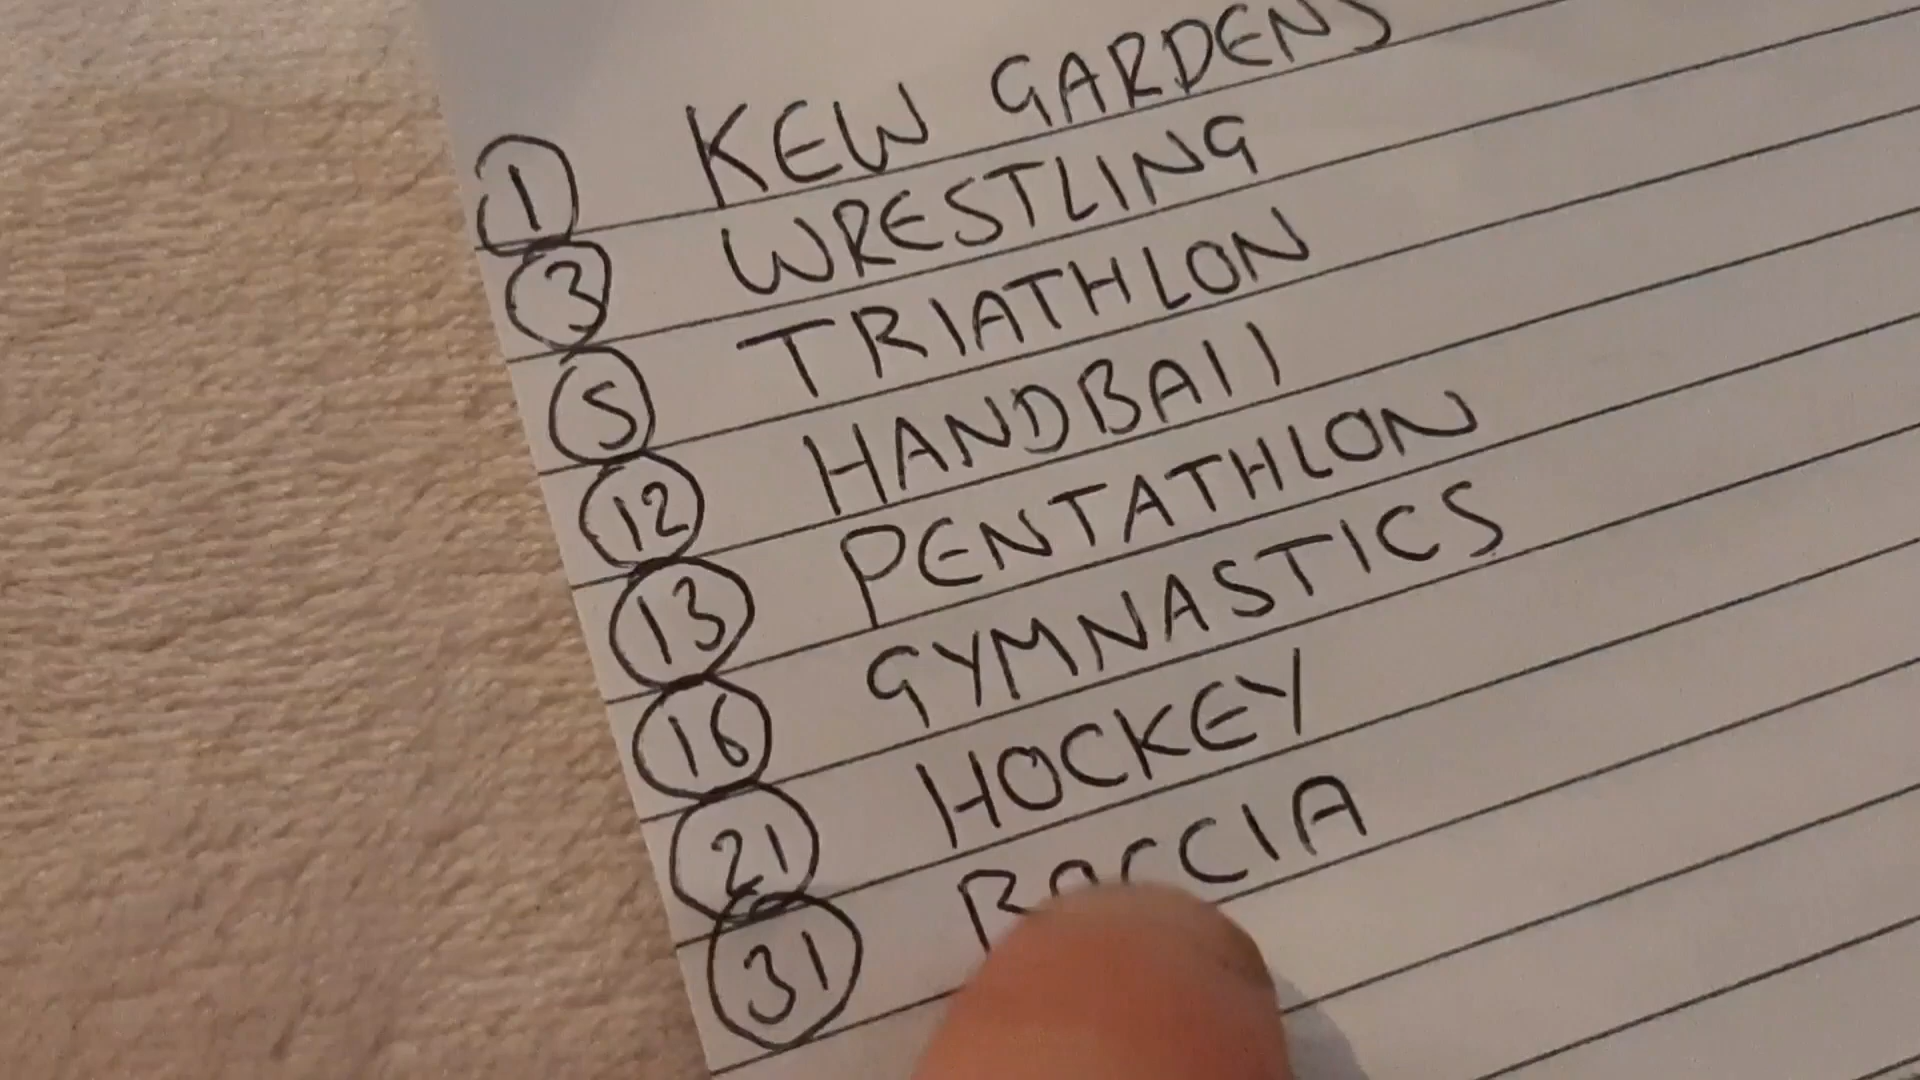 1 KEW GARDENS
3 WRESTLING
5 TRIATHLON
12 HANDBAll
13 PENTATHLON
16 GYMNASTICS
21 HOCKEY
31 BOCCIA